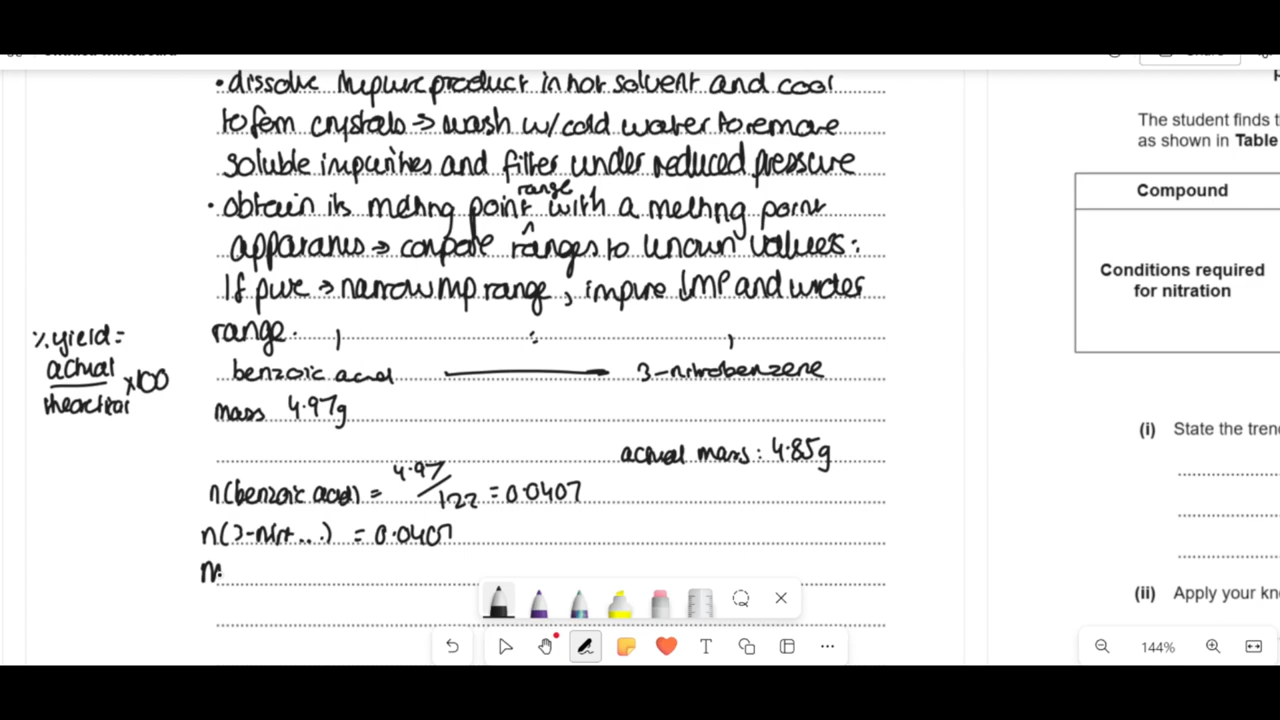 • dissolve impure product in hot solvent and cool
to form crystals → wash w/ cold water to remove
soluble impurities and filter under reduced pressure
range
• obtain its melting point ^ with a melting point
apparatus → compare ranges to known values:
If pure → narrow mp range, impure ↓MP and wider
range.
1 : 1
% yield =
actual
theoretical
×100
benzoic acid → 3-nitrobenzene
mass 4.97g
actual mass: 4.85g
n(benzoic acid) = 4.97/122 = 0.0407
n(3-nitr...) = 0.0407
M
The student finds t
as shown in Table
Compound
Conditions required
for nitration
(i) State the tren
(ii) Apply your kn
144%